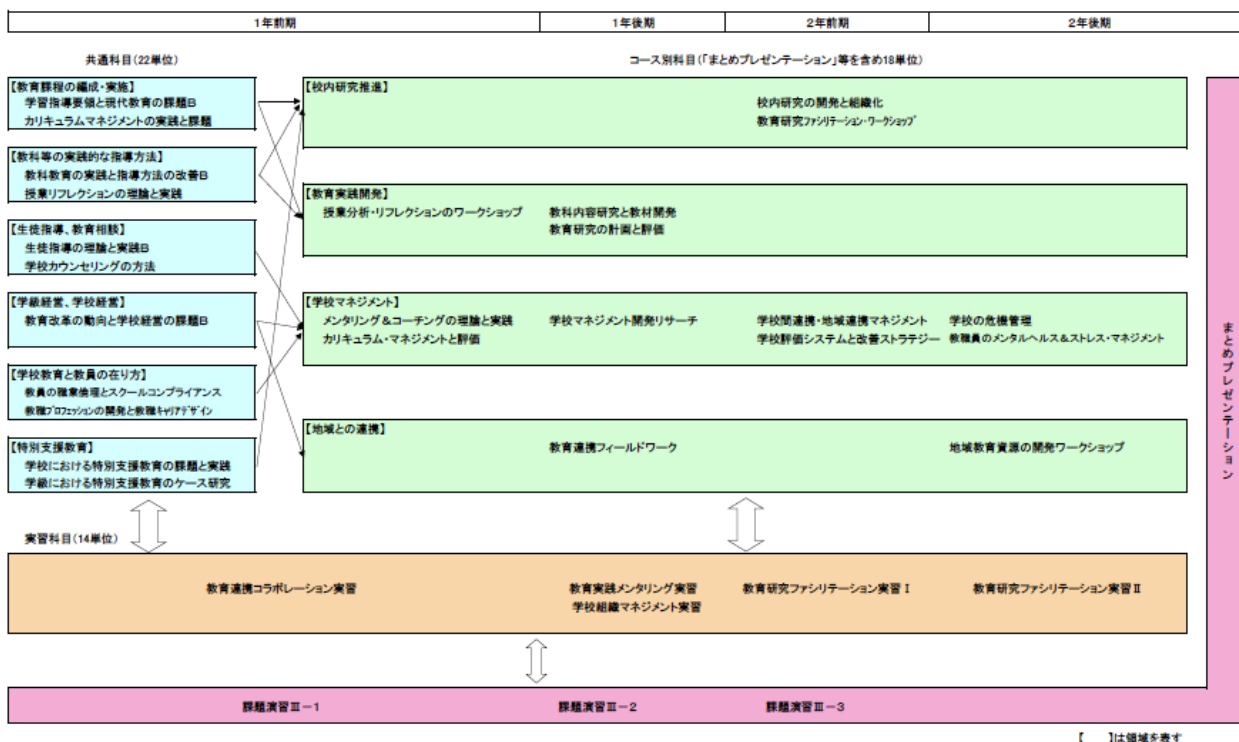 1年前期 1年後期 2年前期 2年後期
共通科目(22単位)
コース別科目(「まとめプレゼンテーション」等を含め18単位)
【教育課程の編成・実施】
学習指導要領と現代教育の課題B
カリキュラムマネジメントの実践と課題
【教科等の実践的な指導方法】
教科教育の実践と指導方法の改善B
授業リフレクションの理論と実践
【生徒指導、教育相談】
生徒指導の理論と実践B
学校カウンセリングの方法
【学級経営、学校経営】
教育改革の動向と学校経営の課題B
【学校教育と教員の在り方】
教員の職業倫理とスクールコンプライアンス
教職プロフェッションの開発と教職キャリアデザイン
【特別支援教育】
学校における特別支援教育の課題と実践
学級における特別支援教育のケース研究
【校内研究推進】
校内研究の開発と組織化
教育研究ファシリテーション・ワークショップ
【教育実践開発】
授業分析・リフレクションのワークショップ 教科内容研究と教材開発
教育研究の計画と評価
【学校マネジメント】
メンタリング&コーチングの理論と実践 学校マネジメント開発リサーチ 学校間連携・地域連携マネジメント 学校の危機管理
カリキュラム・マネジメントと評価 学校評価システムと改善ストラテジー 教職員のメンタルヘルス&ストレス・マネジメント
【地域との連携】
教育連携フィールドワーク 地域教育資源の開発ワークショップ
まとめプレゼンテーション
実習科目(14単位)
教育連携コラボレーション実習 教育実践メンタリング実習 教育研究ファシリテーション実習Ⅰ 教育研究ファシリテーション実習Ⅱ
学校組織マネジメント実習
課題演習Ⅲ-1 課題演習Ⅲ-2 課題演習Ⅲ-3
【 】は領域を表す